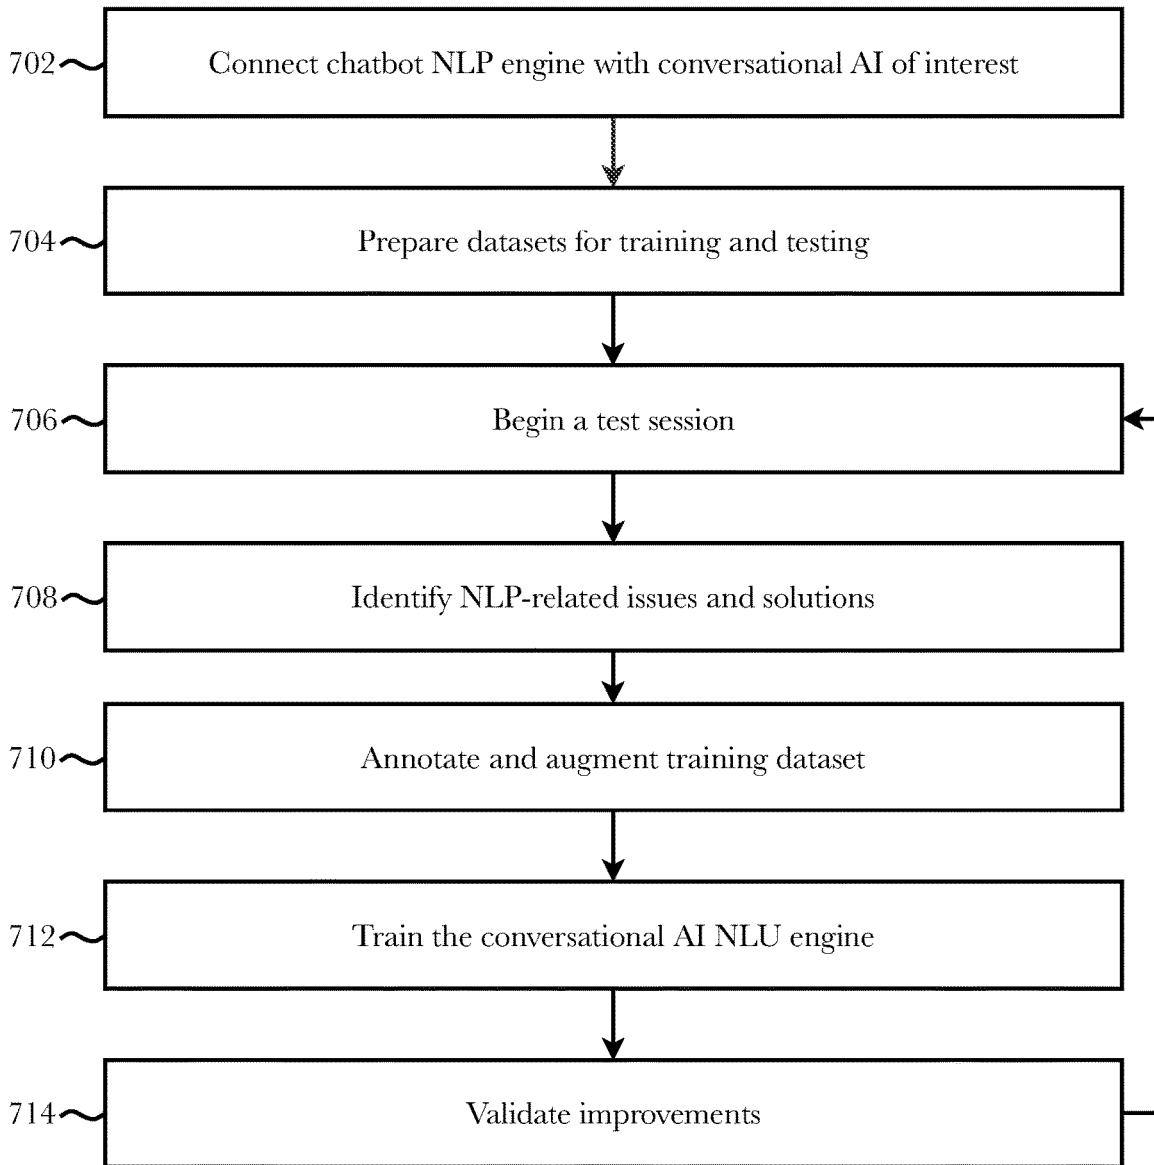 702 Connect chatbot NLP engine with conversational AI of interest
704 Prepare datasets for training and testing
706 Begin a test session
708 Identify NLP-related issues and solutions
710 Annotate and augment training dataset
712 Train the conversational AI NLU engine
714 Validate improvements